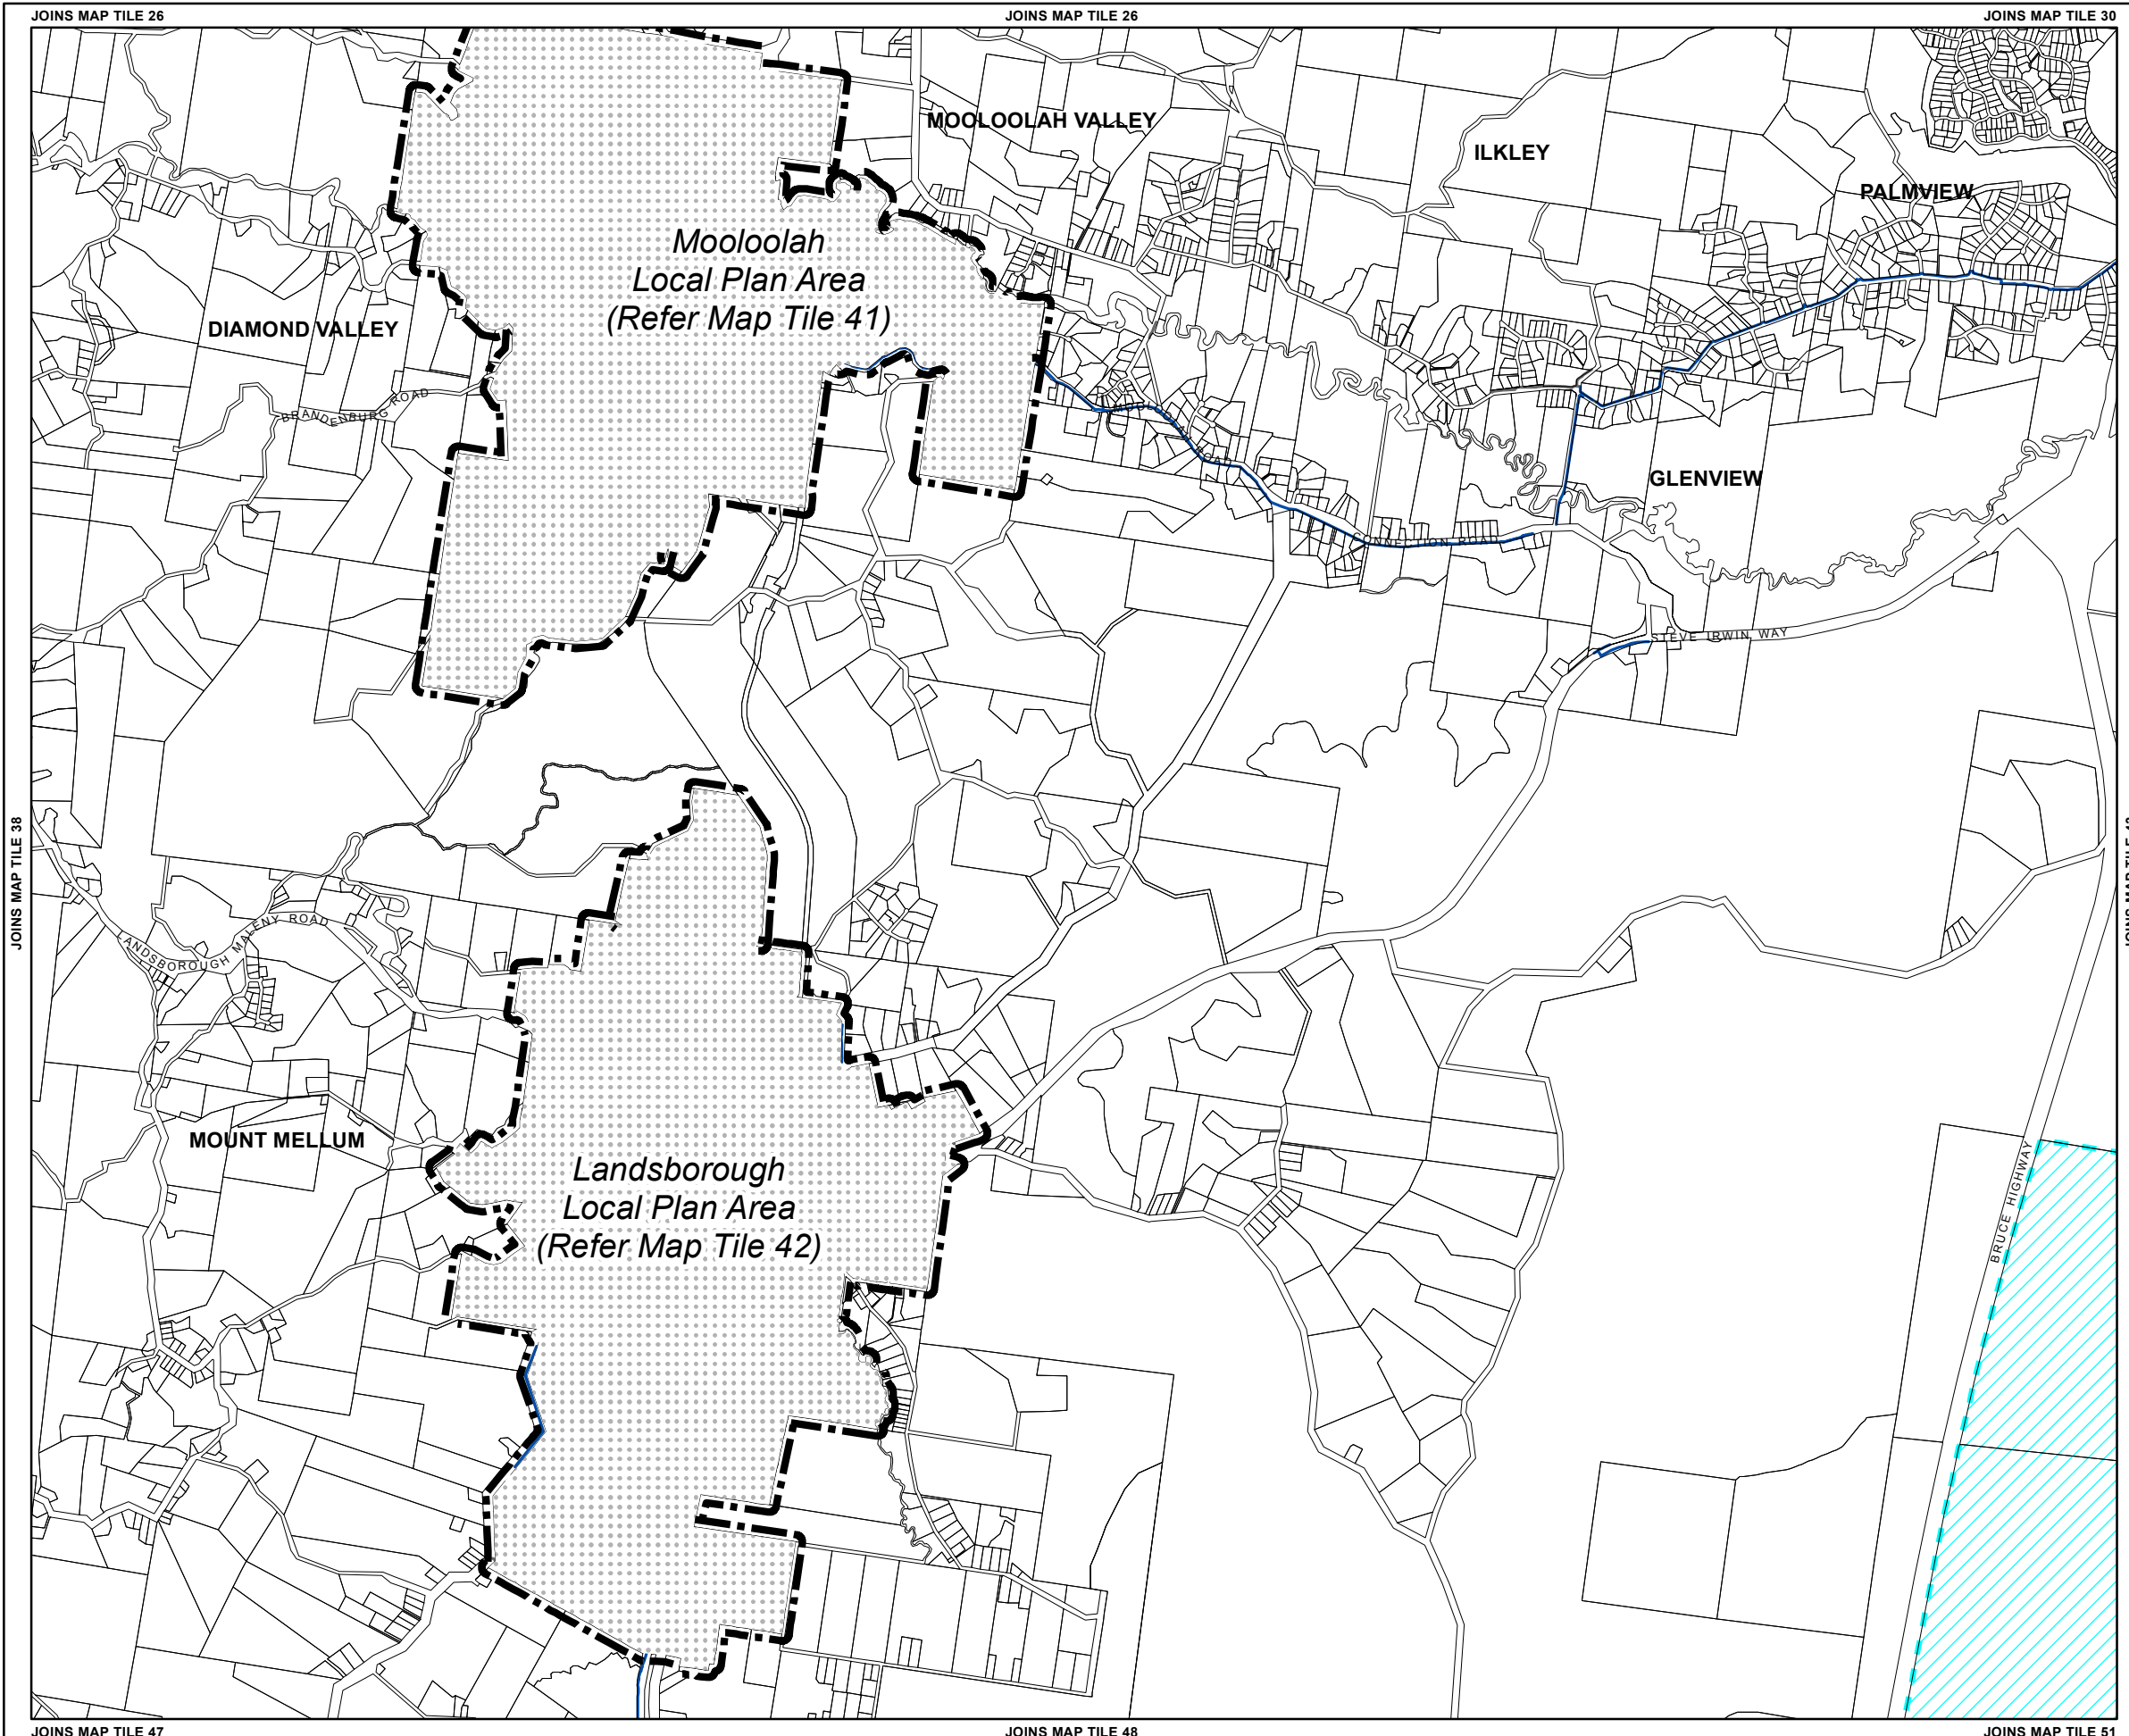 JOINS MAP TILE 26
JOINS MAP TILE 26
JOINS MAP TILE 30
MOOLOOLAH VALLEY
ILKLEY
PALMVIEW
Mooloolah
Local Plan Area
(Refer Map Tile 41)
DIAMOND VALLEY
BRANDENBURG ROAD
MOOLOOLAH ROAD
GLENVIEW
CONNECTION ROAD
STEVE IRWIN WAY
JOINS MAP TILE 38
LANDSBOROUGH MALENY ROAD
MOUNT MELLUM
Landsborough
Local Plan Area
(Refer Map Tile 42)
BRUCE HIGHWAY
JOINS MAP TILE 47
JOINS MAP TILE 48
JOINS MAP TILE 51